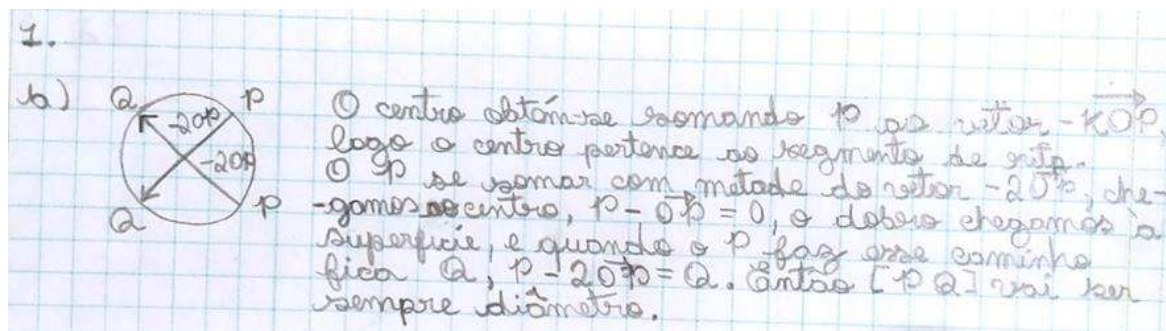 1.
b) Q -2OP P
-2OP
Q P
O centro obtém-se somando P ao vetor -KOP,
logo o centro pertence ao segmento de reta.
O P se somar com metade do vetor -2OP, che-
-gamos ao centro, P - OP = O, o dobro chegamos à
superfície, e quando o P faz esse caminho
fica Q, P - 2OP = Q. Então [PQ] vai ser
sempre diâmetro.